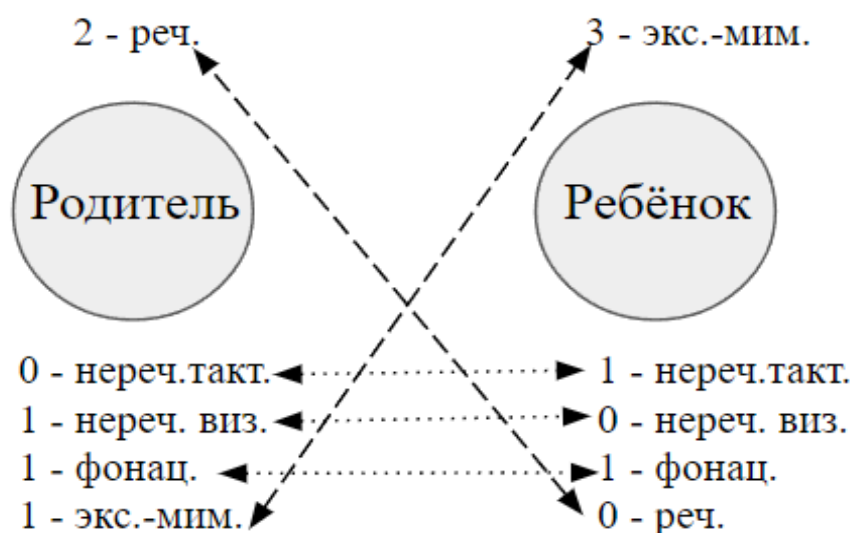 2 - реч.
3 - экс.-мим.
Родитель
Ребёнок
0 - нереч.такт.
1 - нереч.такт.
1 - нереч. виз.
0 - нереч. виз.
1 - фонац.
1 - фонац.
1 - экс.-мим.
0 - реч.